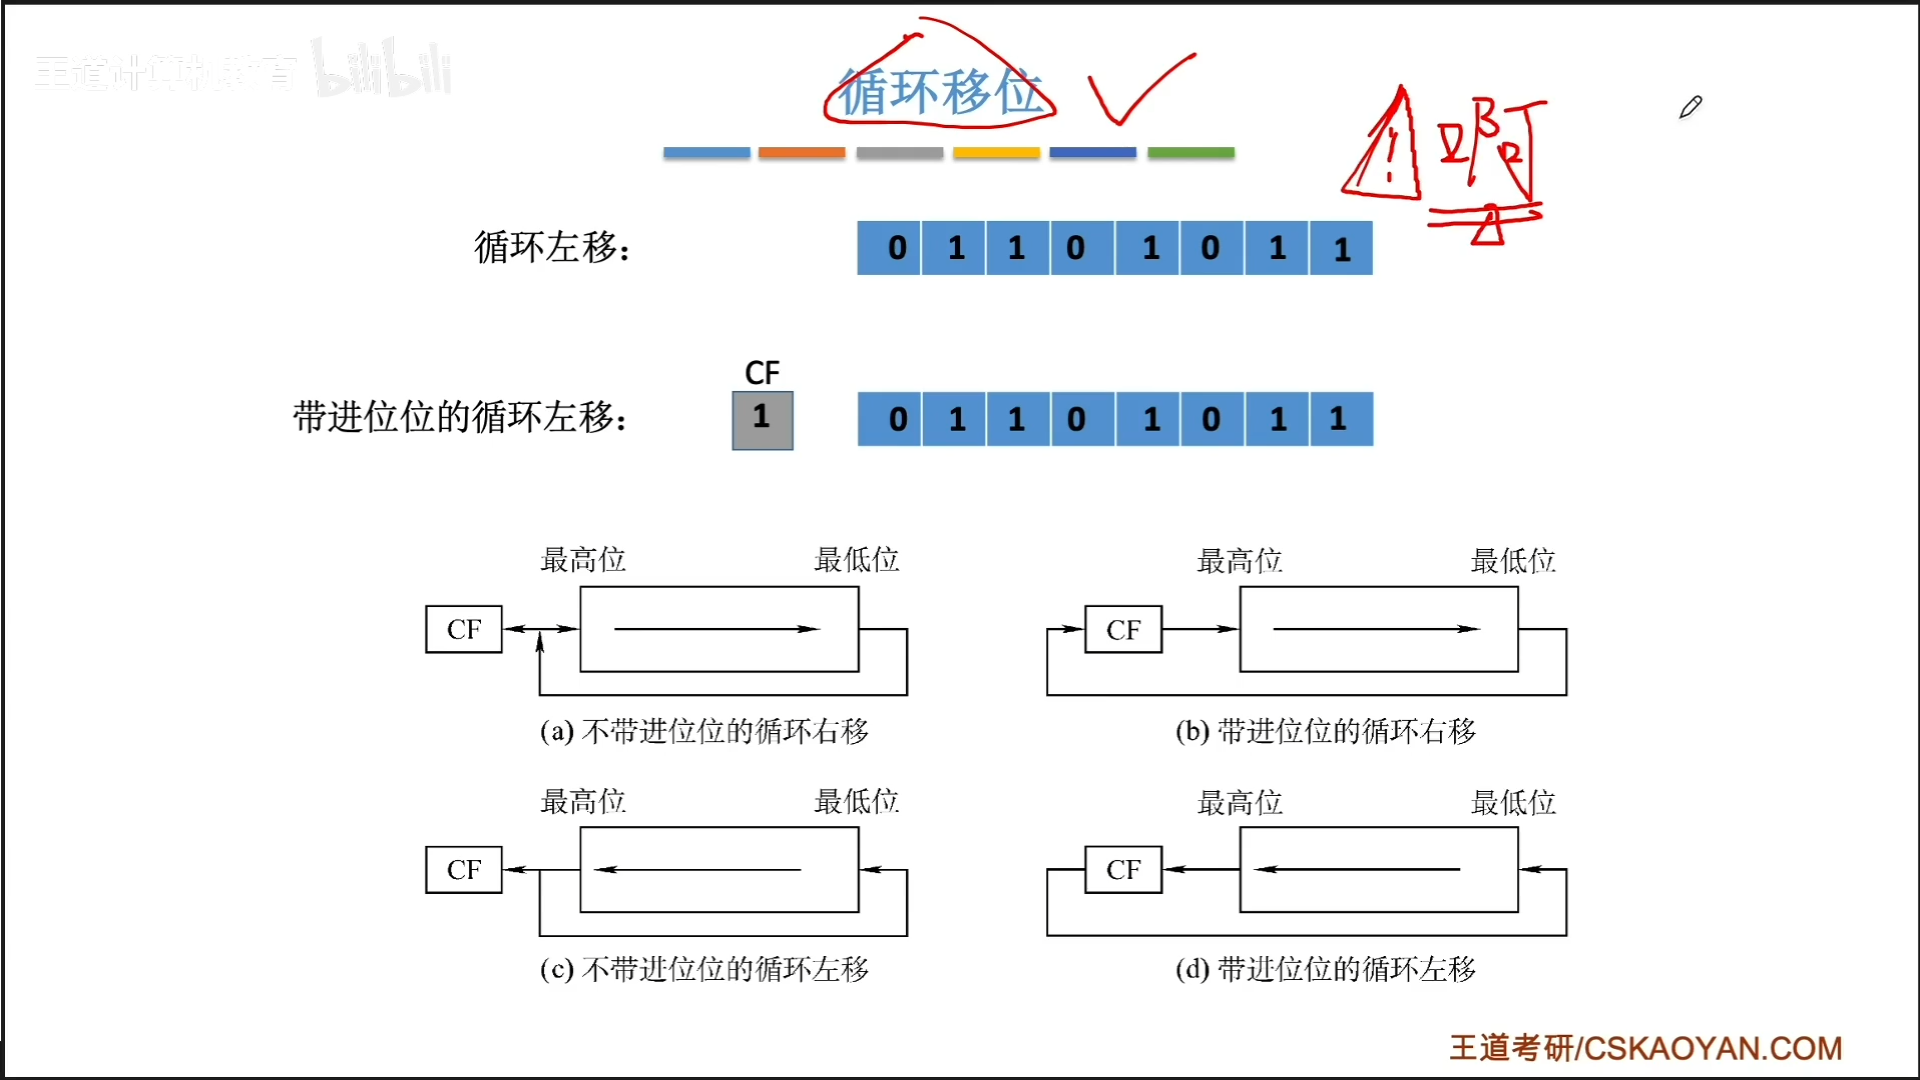 王道计算机教育 bilibili
循环移位
循环左移：
0 1 1 0 1 0 1 1
CF
带进位位的循环左移：
1
0 1 1 0 1 0 1 1
最高位 最低位
CF
(a) 不带进位位的循环右移
最高位 最低位
CF
(b) 带进位位的循环右移
最高位 最低位
CF
(c) 不带进位位的循环左移
最高位 最低位
CF
(d) 带进位位的循环左移
王道考研/CSKAOYAN.COM